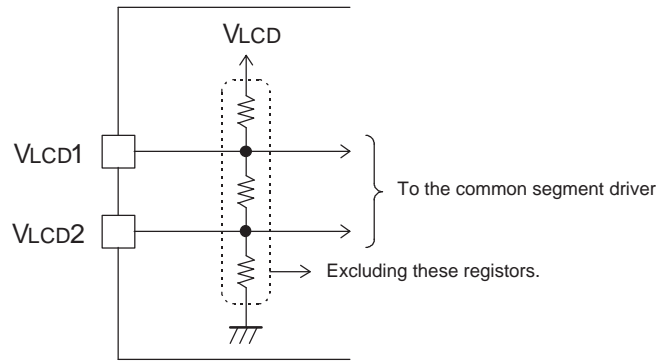 VLCD
VLCD1
To the common segment driver
VLCD2
Excluding these registors.